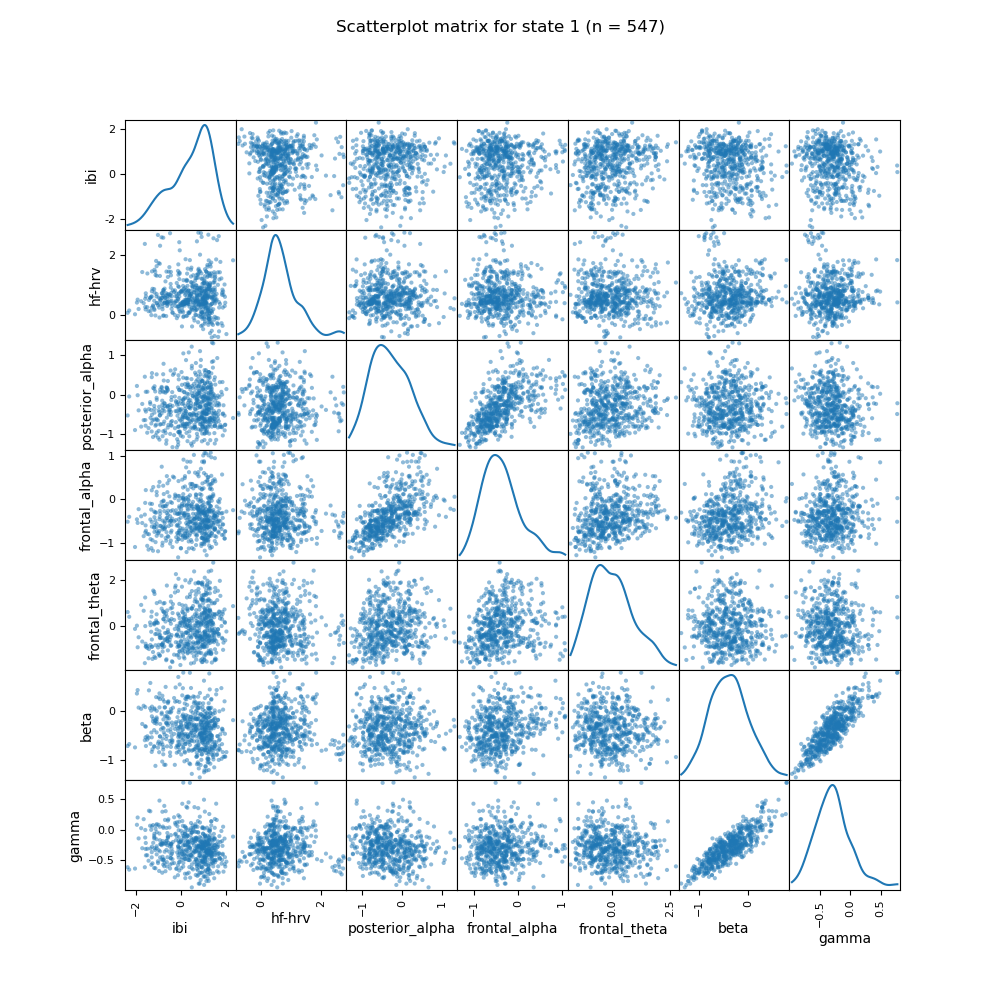 Scatterplot matrix for state 1 (n = 547)
ibi
2
0
-2
hf-hrv
2
0
posterior_alpha
1
0
−1
frontal_alpha
1
0
−1
frontal_theta
2
0
beta
0
−1
gamma
0.5
0.0
−0.5
−2 0 2 0 2 −1 0 1 −1 0 1 0.0 2.5 −1 0 −0.5 0.0 0.5
ibi hf-hrv posterior_alpha frontal_alpha frontal_theta beta gamma